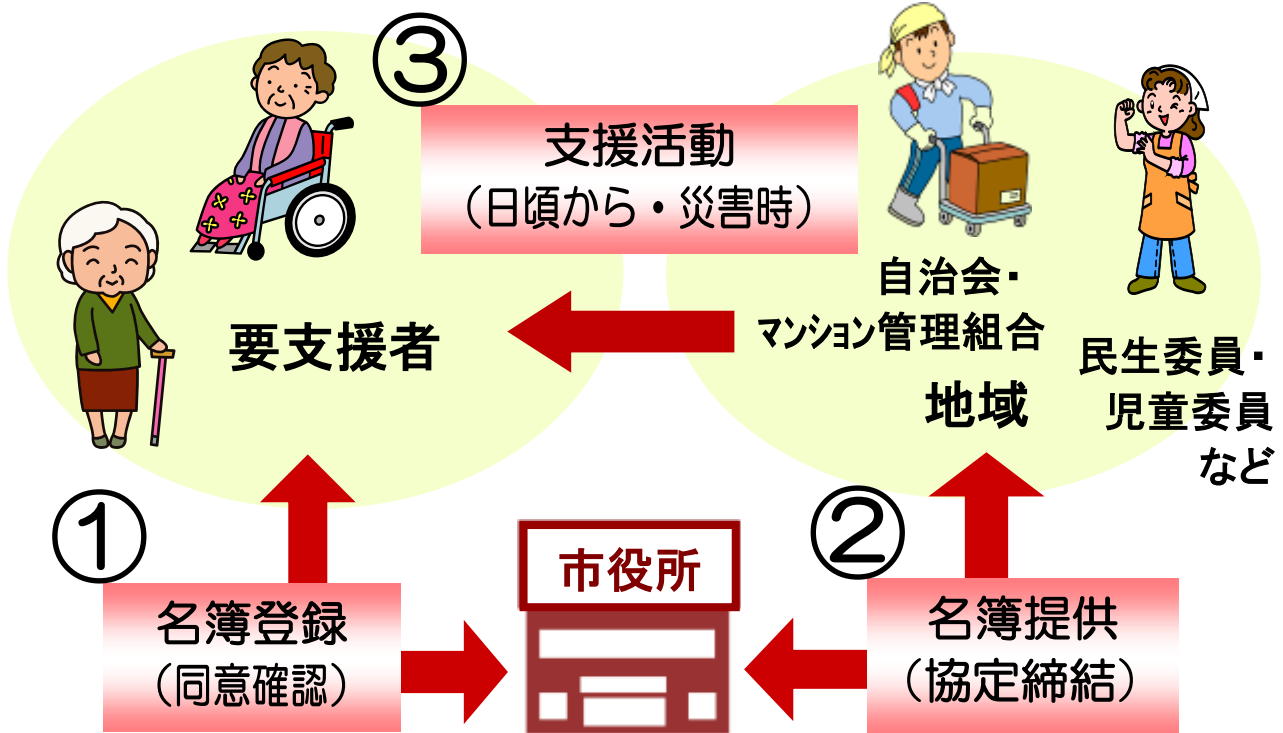 ③
支援活動
（日頃から・災害時）
要支援者
自治会・
マンション管理組合
地域
民生委員・
児童委員
など
①
名簿登録
（同意確認）
市役所
②
名簿提供
（協定締結）